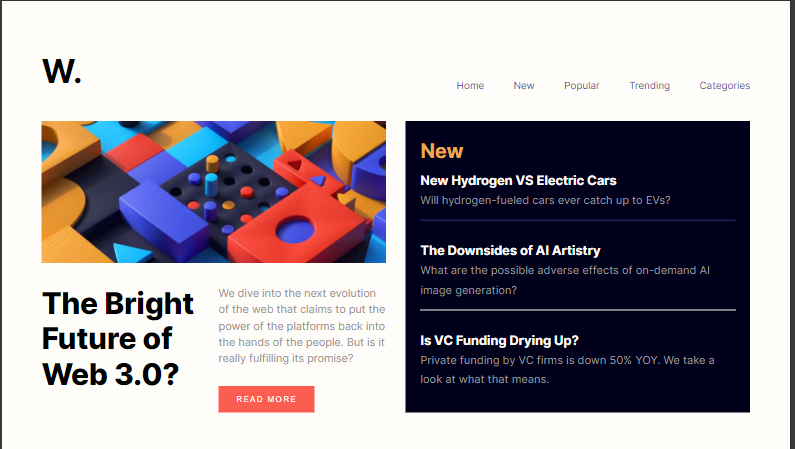 W.
Home New Popular Trending Categories
The Bright
Future of
Web 3.0?
We dive into the next evolution
of the web that claims to put the
power of the platforms back into
the hands of the people. But is it
really fulfilling its promise?
READ MORE
New
New Hydrogen VS Electric Cars
Will hydrogen-fueled cars ever catch up to EVs?
The Downsides of AI Artistry
What are the possible adverse effects of on-demand AI
image generation?
Is VC Funding Drying Up?
Private funding by VC firms is down 50% YOY. We take a
look at what that means.